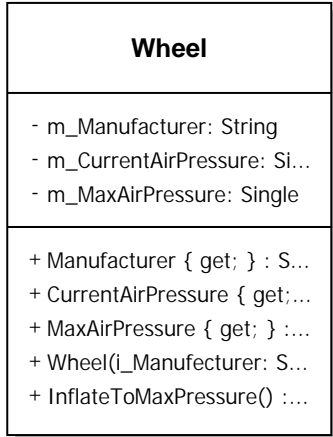 Wheel
- m_Manufacturer: String
- m_CurrentAirPressure: Si...
- m_MaxAirPressure: Single
+ Manufacturer { get; } : S...
+ CurrentAirPressure { get;...
+ MaxAirPressure { get; } :...
+ Wheel(i_Manufecturer: S...
+ InflateToMaxPressure() :...